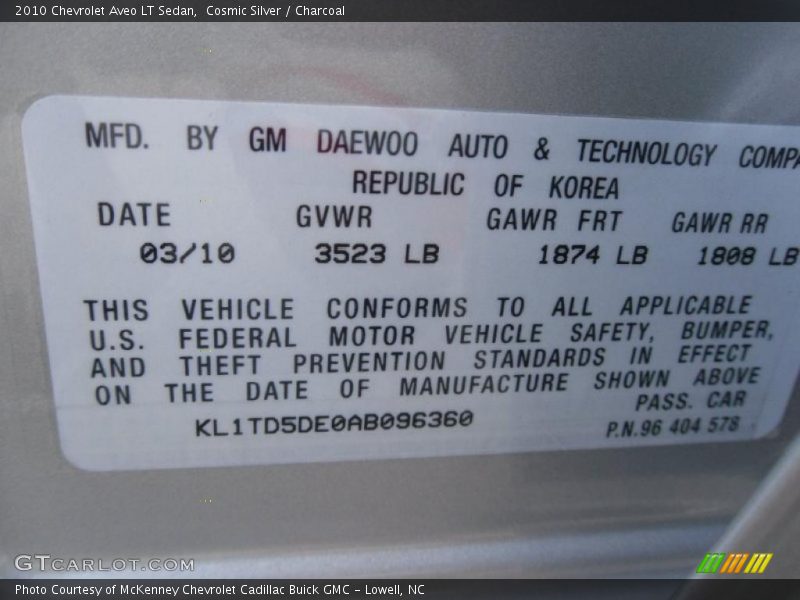 2010 Chevrolet Aveo LT Sedan,  Cosmic Silver / Charcoal
MFD. BY GM DAEWOO AUTO & TECHNOLOGY COMPA
REPUBLIC OF KOREA
DATE GVWR GAWR FRT GAWR RR
03/10 3523 LB 1874 LB 1808 LB
THIS VEHICLE CONFORMS TO ALL APPLICABLE
U.S. FEDERAL MOTOR VEHICLE SAFETY, BUMPER,
AND THEFT PREVENTION STANDARDS IN EFFECT
ON THE DATE OF MANUFACTURE SHOWN ABOVE
PASS. CAR
KL1TD5DE0AB096360 P.N.96 404 578
GTcarlot.com
Photo Courtesy of McKenney Chevrolet Cadillac Buick GMC - Lowell, NC